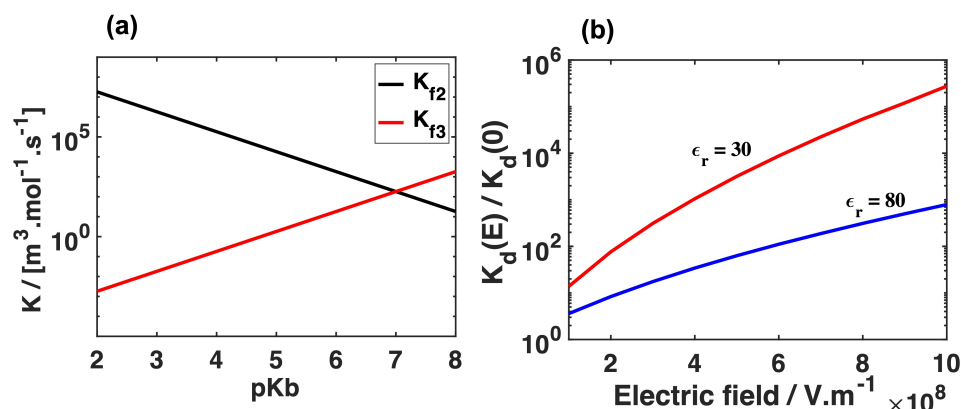 (a)
K / [m³.mol⁻¹.s⁻¹]
10⁵
10⁰
K_f2
K_f3
2 3 4 5 6 7 8
pKb
(b)
K_d(E) / K_d(0)
10⁶
10⁴
10²
10⁰
ϵ_r = 30
ϵ_r = 80
2 4 6 8 10
Electric field / V.m⁻¹ ×10⁸